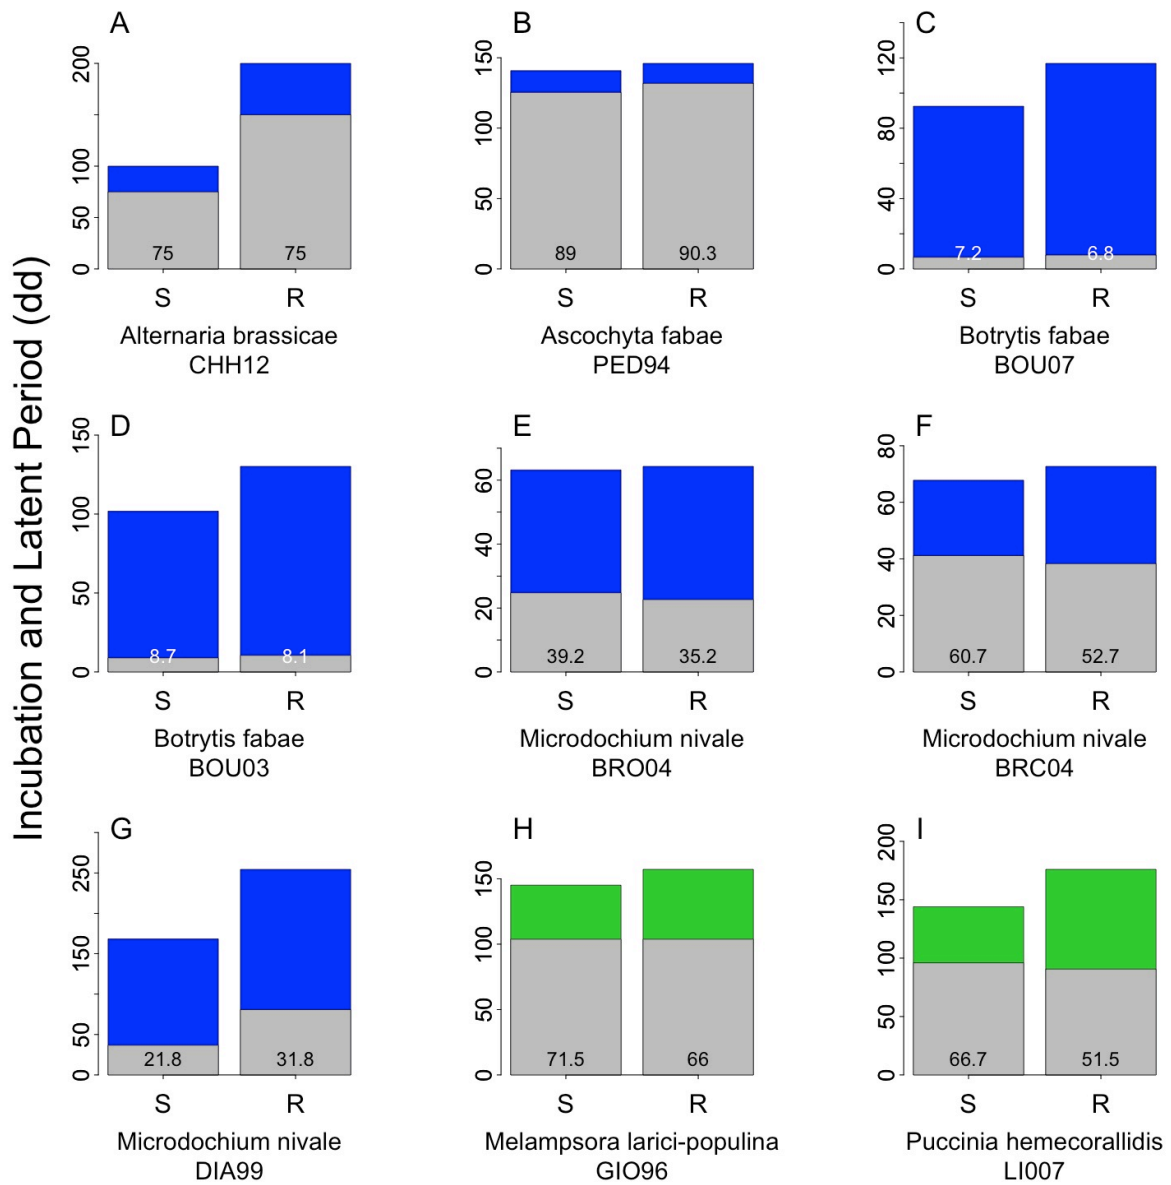 Incubation and Latent Period (dd)
A
200
100
50
0
75
75
S
R
Alternaria brassicae
CHH12
B
150
100
50
0
89
90.3
S
R
Ascochyta fabae
PED94
C
120
80
40
0
7.2
6.8
S
R
Botrytis fabae
BOU07
D
150
100
50
0
8.7
8.1
S
R
Botrytis fabae
BOU03
E
60
40
20
0
39.2
35.2
S
R
Microdochium nivale
BRO04
F
80
60
40
20
0
60.7
52.7
S
R
Microdochium nivale
BRC04
G
250
150
50
0
21.8
31.8
S
R
Microdochium nivale
DIA99
H
150
100
50
0
71.5
66
S
R
Melampsora larici-populina
GIO96
I
200
150
100
50
0
66.7
51.5
S
R
Puccinia hemecorallidis
LI007